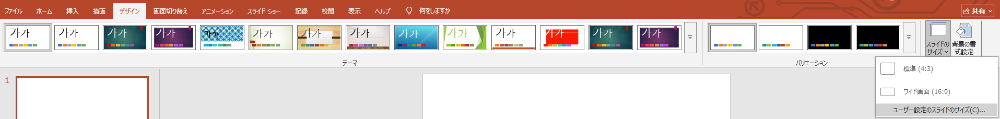 ファイル ホーム 挿入 描画 デザイン 画面切り替え アニメーション スライド ショー 記録 校閲 表示 ヘルプ 何をしますか 共有
가가 가가 가가 가가 가가 가가 가가 가가 가가 가가 가가 가가 가가 가가
スライドの サイズ
背景の書 式設定
テーマ バリエーション
標準 (4:3)
ワイド画面 (16:9)
ユーザー設定のスライドのサイズ(C)...
1